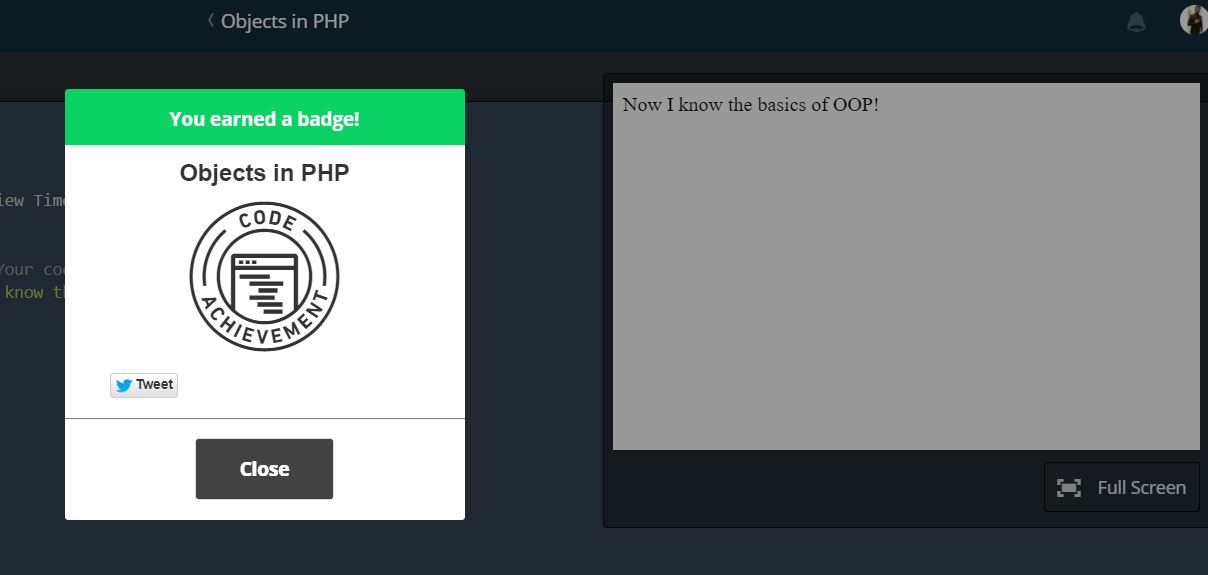 Objects in PHP
You earned a badge!
Objects in PHP
CODE
ACHIEVEMENT
Tweet
Close
iew Tim
Your co
know t
Now I know the basics of OOP!
Full Screen